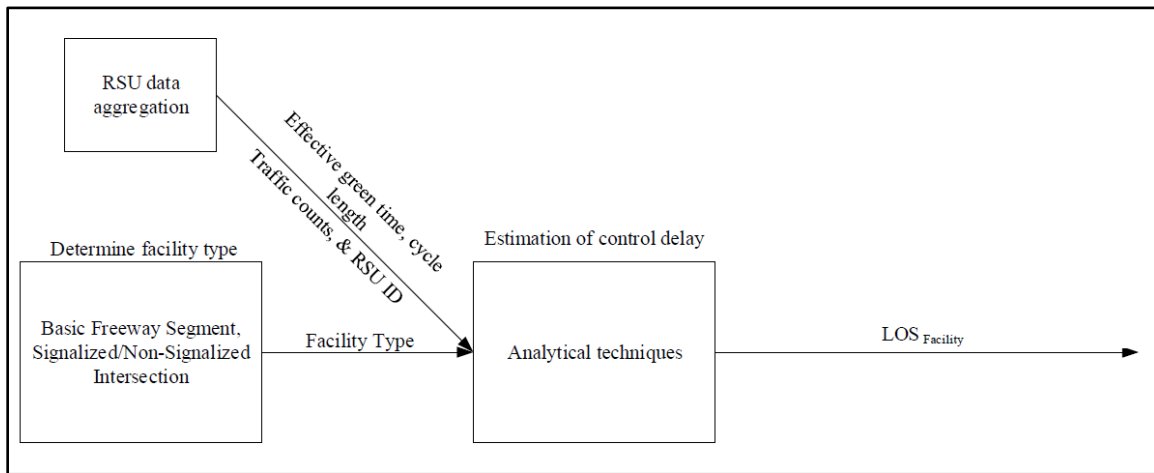 RSU data
aggregation
Effective green time, cycle
length
Traffic counts, & RSU ID
Determine facility type
Estimation of control delay
Basic Freeway Segment,
Signalized/Non-Signalized
Intersection
Facility Type
Analytical techniques
LOS Facility